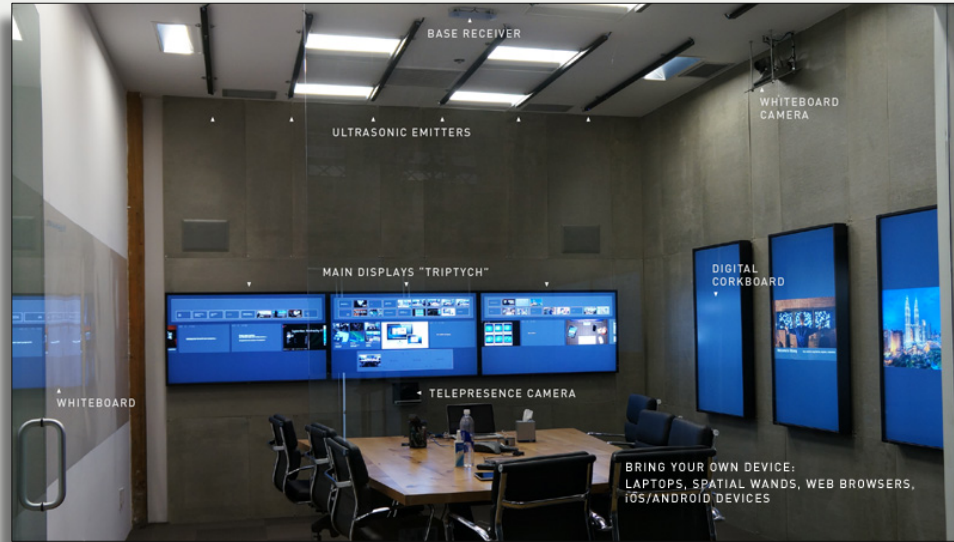 BASE RECEIVER
WHITEBOARD
CAMERA
ULTRASONIC EMITTERS
MAIN DISPLAYS "TRIPTYCH"
DIGITAL
CORKBOARD
TELEPRESENCE CAMERA
WHITEBOARD
BRING YOUR OWN DEVICE:
LAPTOPS, SPATIAL WANDS, WEB BROWSERS,
iOS/ANDROID DEVICES